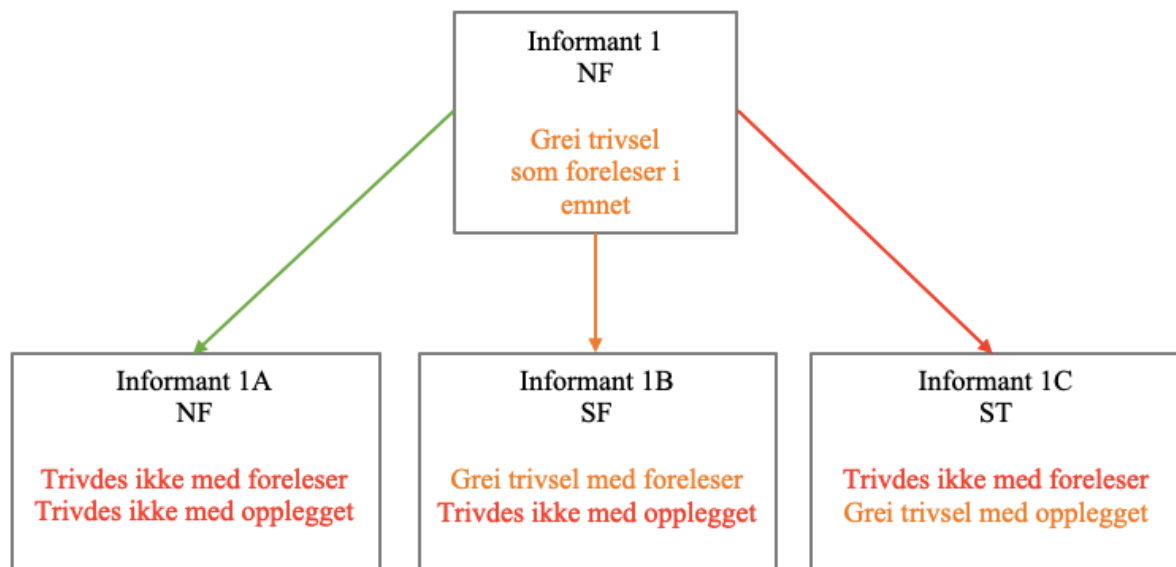 Informant 1
NF
Grei trivsel
som foreleser i
emnet
Informant 1A
NF
Trivdes ikke med foreleser
Trivdes ikke med opplegget
Informant 1B
SF
Grei trivsel med foreleser
Trivdes ikke med opplegget
Informant 1C
ST
Trivdes ikke med foreleser
Grei trivsel med opplegget